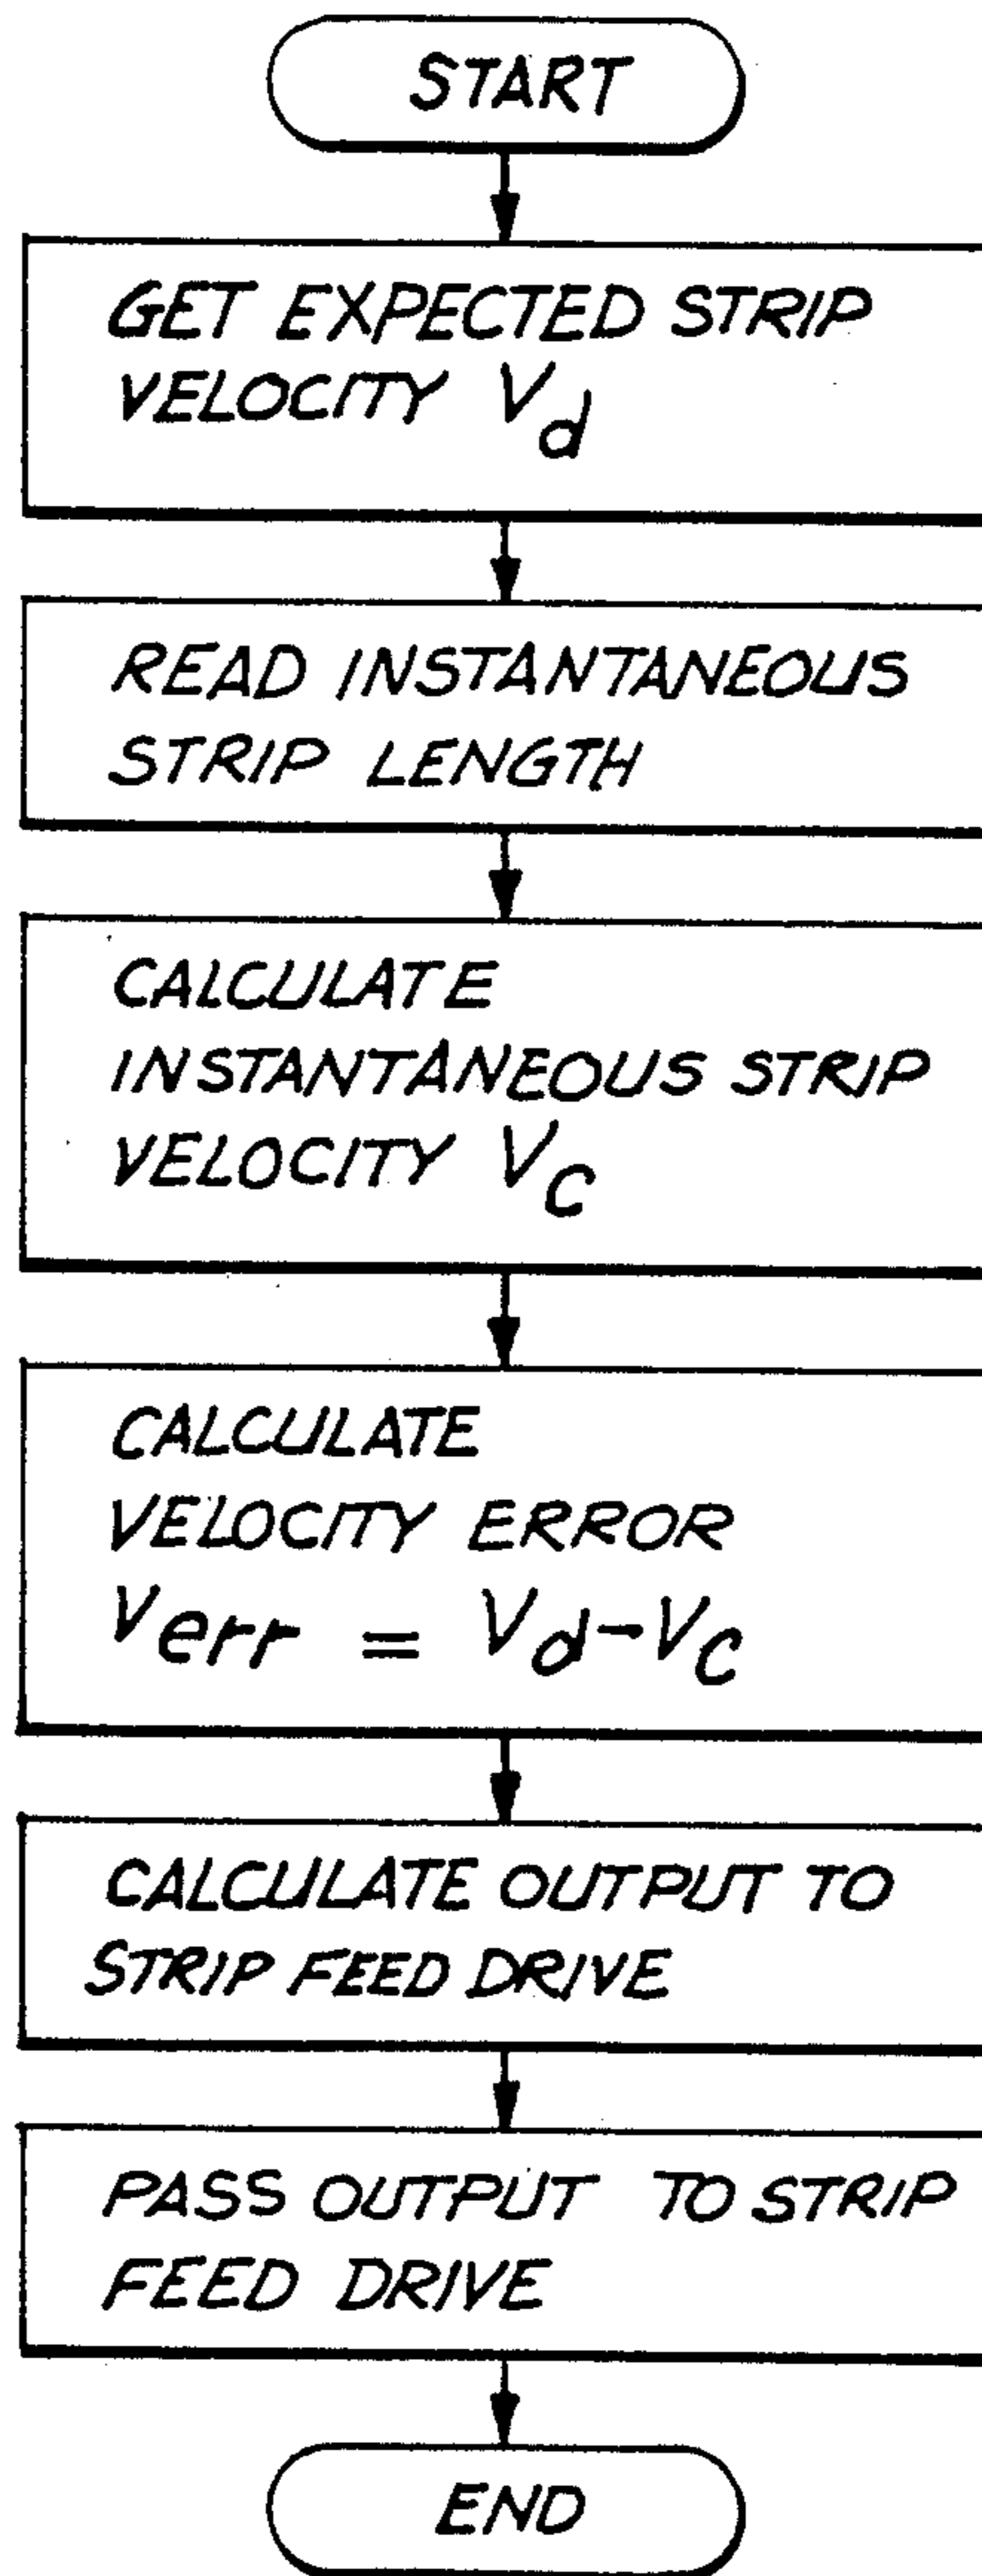 START
GET EXPECTED STRIP
VELOCITY Vd
READ INSTANTANEOUS
STRIP LENGTH
CALCULATE
INSTANTANEOUS STRIP
VELOCITY VC
CALCULATE
VELOCITY ERROR
Verr = Vd-VC
CALCULATE OUTPUT TO
STRIP FEED DRIVE
PASS OUTPUT TO STRIP
FEED DRIVE
END